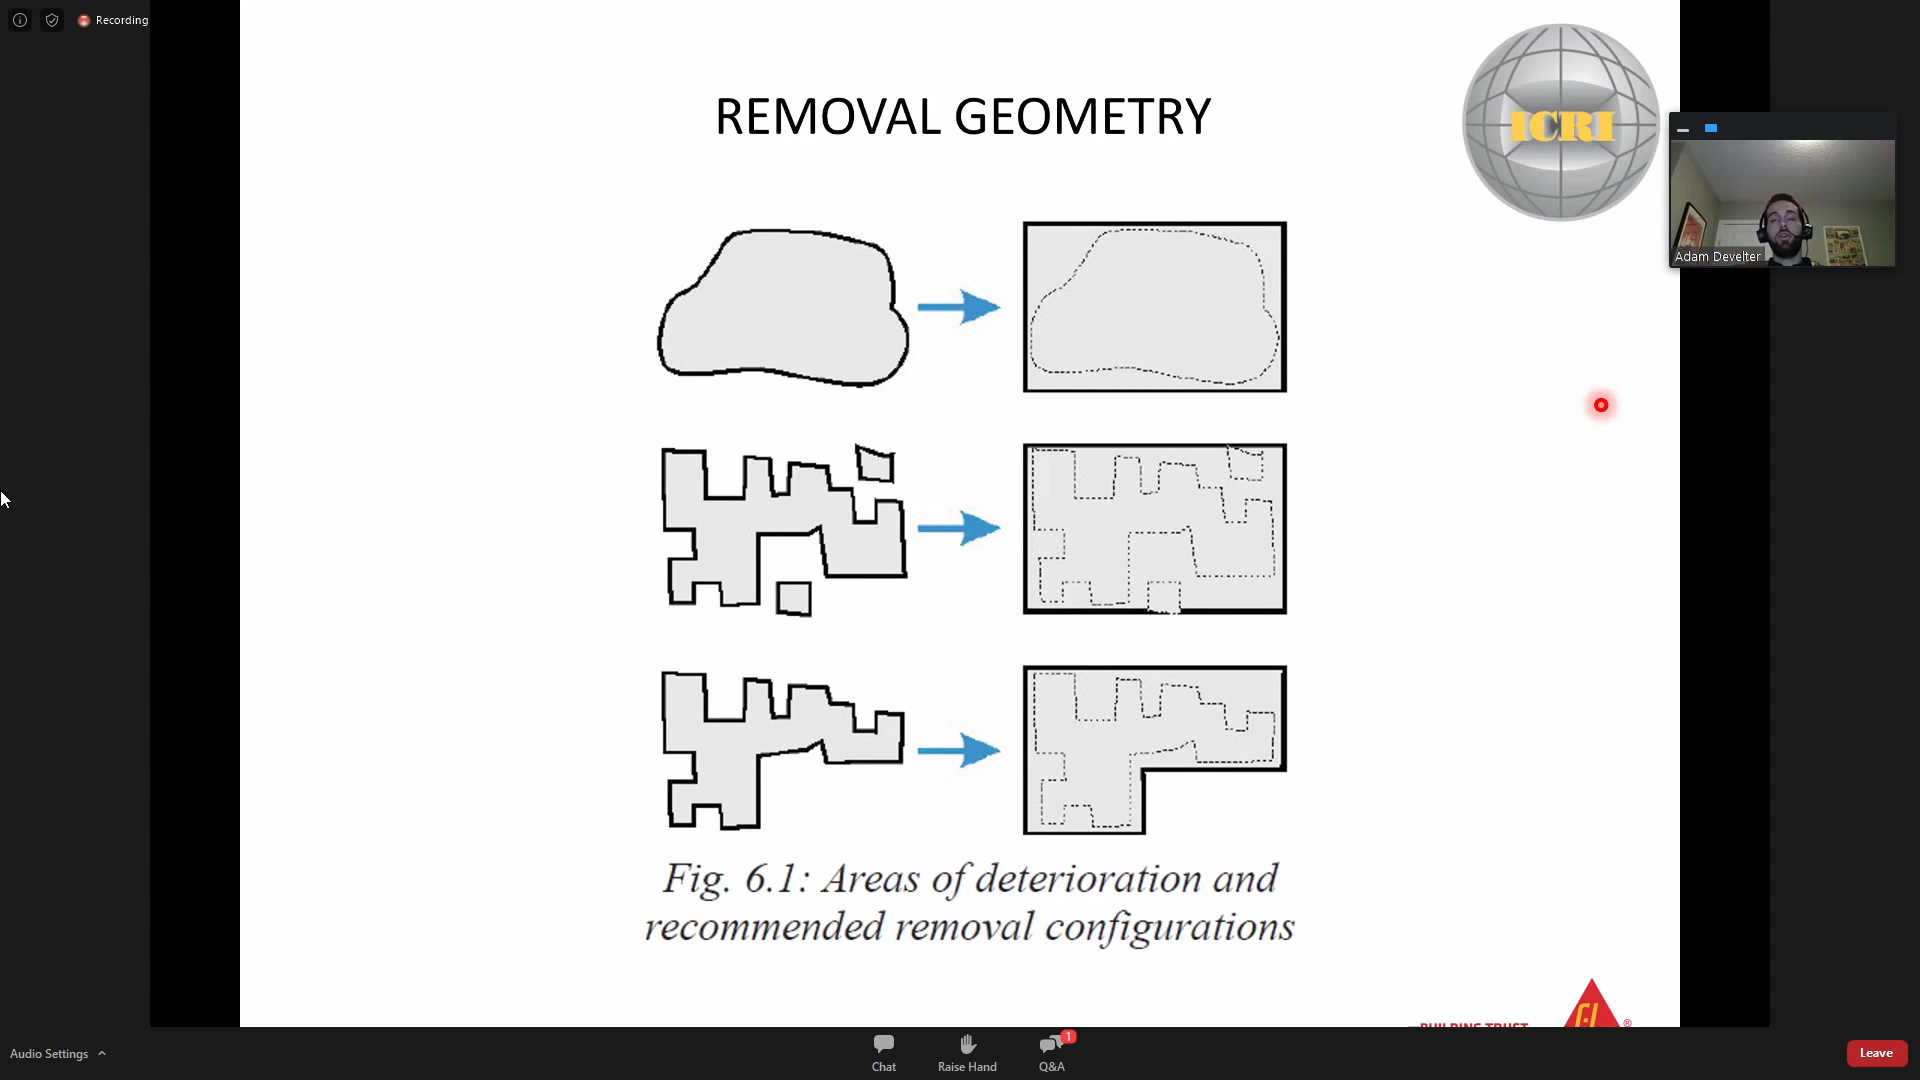 Recording
REMOVAL GEOMETRY
ICRI
Adam Develter
Fig. 6.1: Areas of deterioration and
recommended removal configurations
BUILDING TRUST
®
Audio Settings
Chat
Raise Hand
1
Q&A
Leave